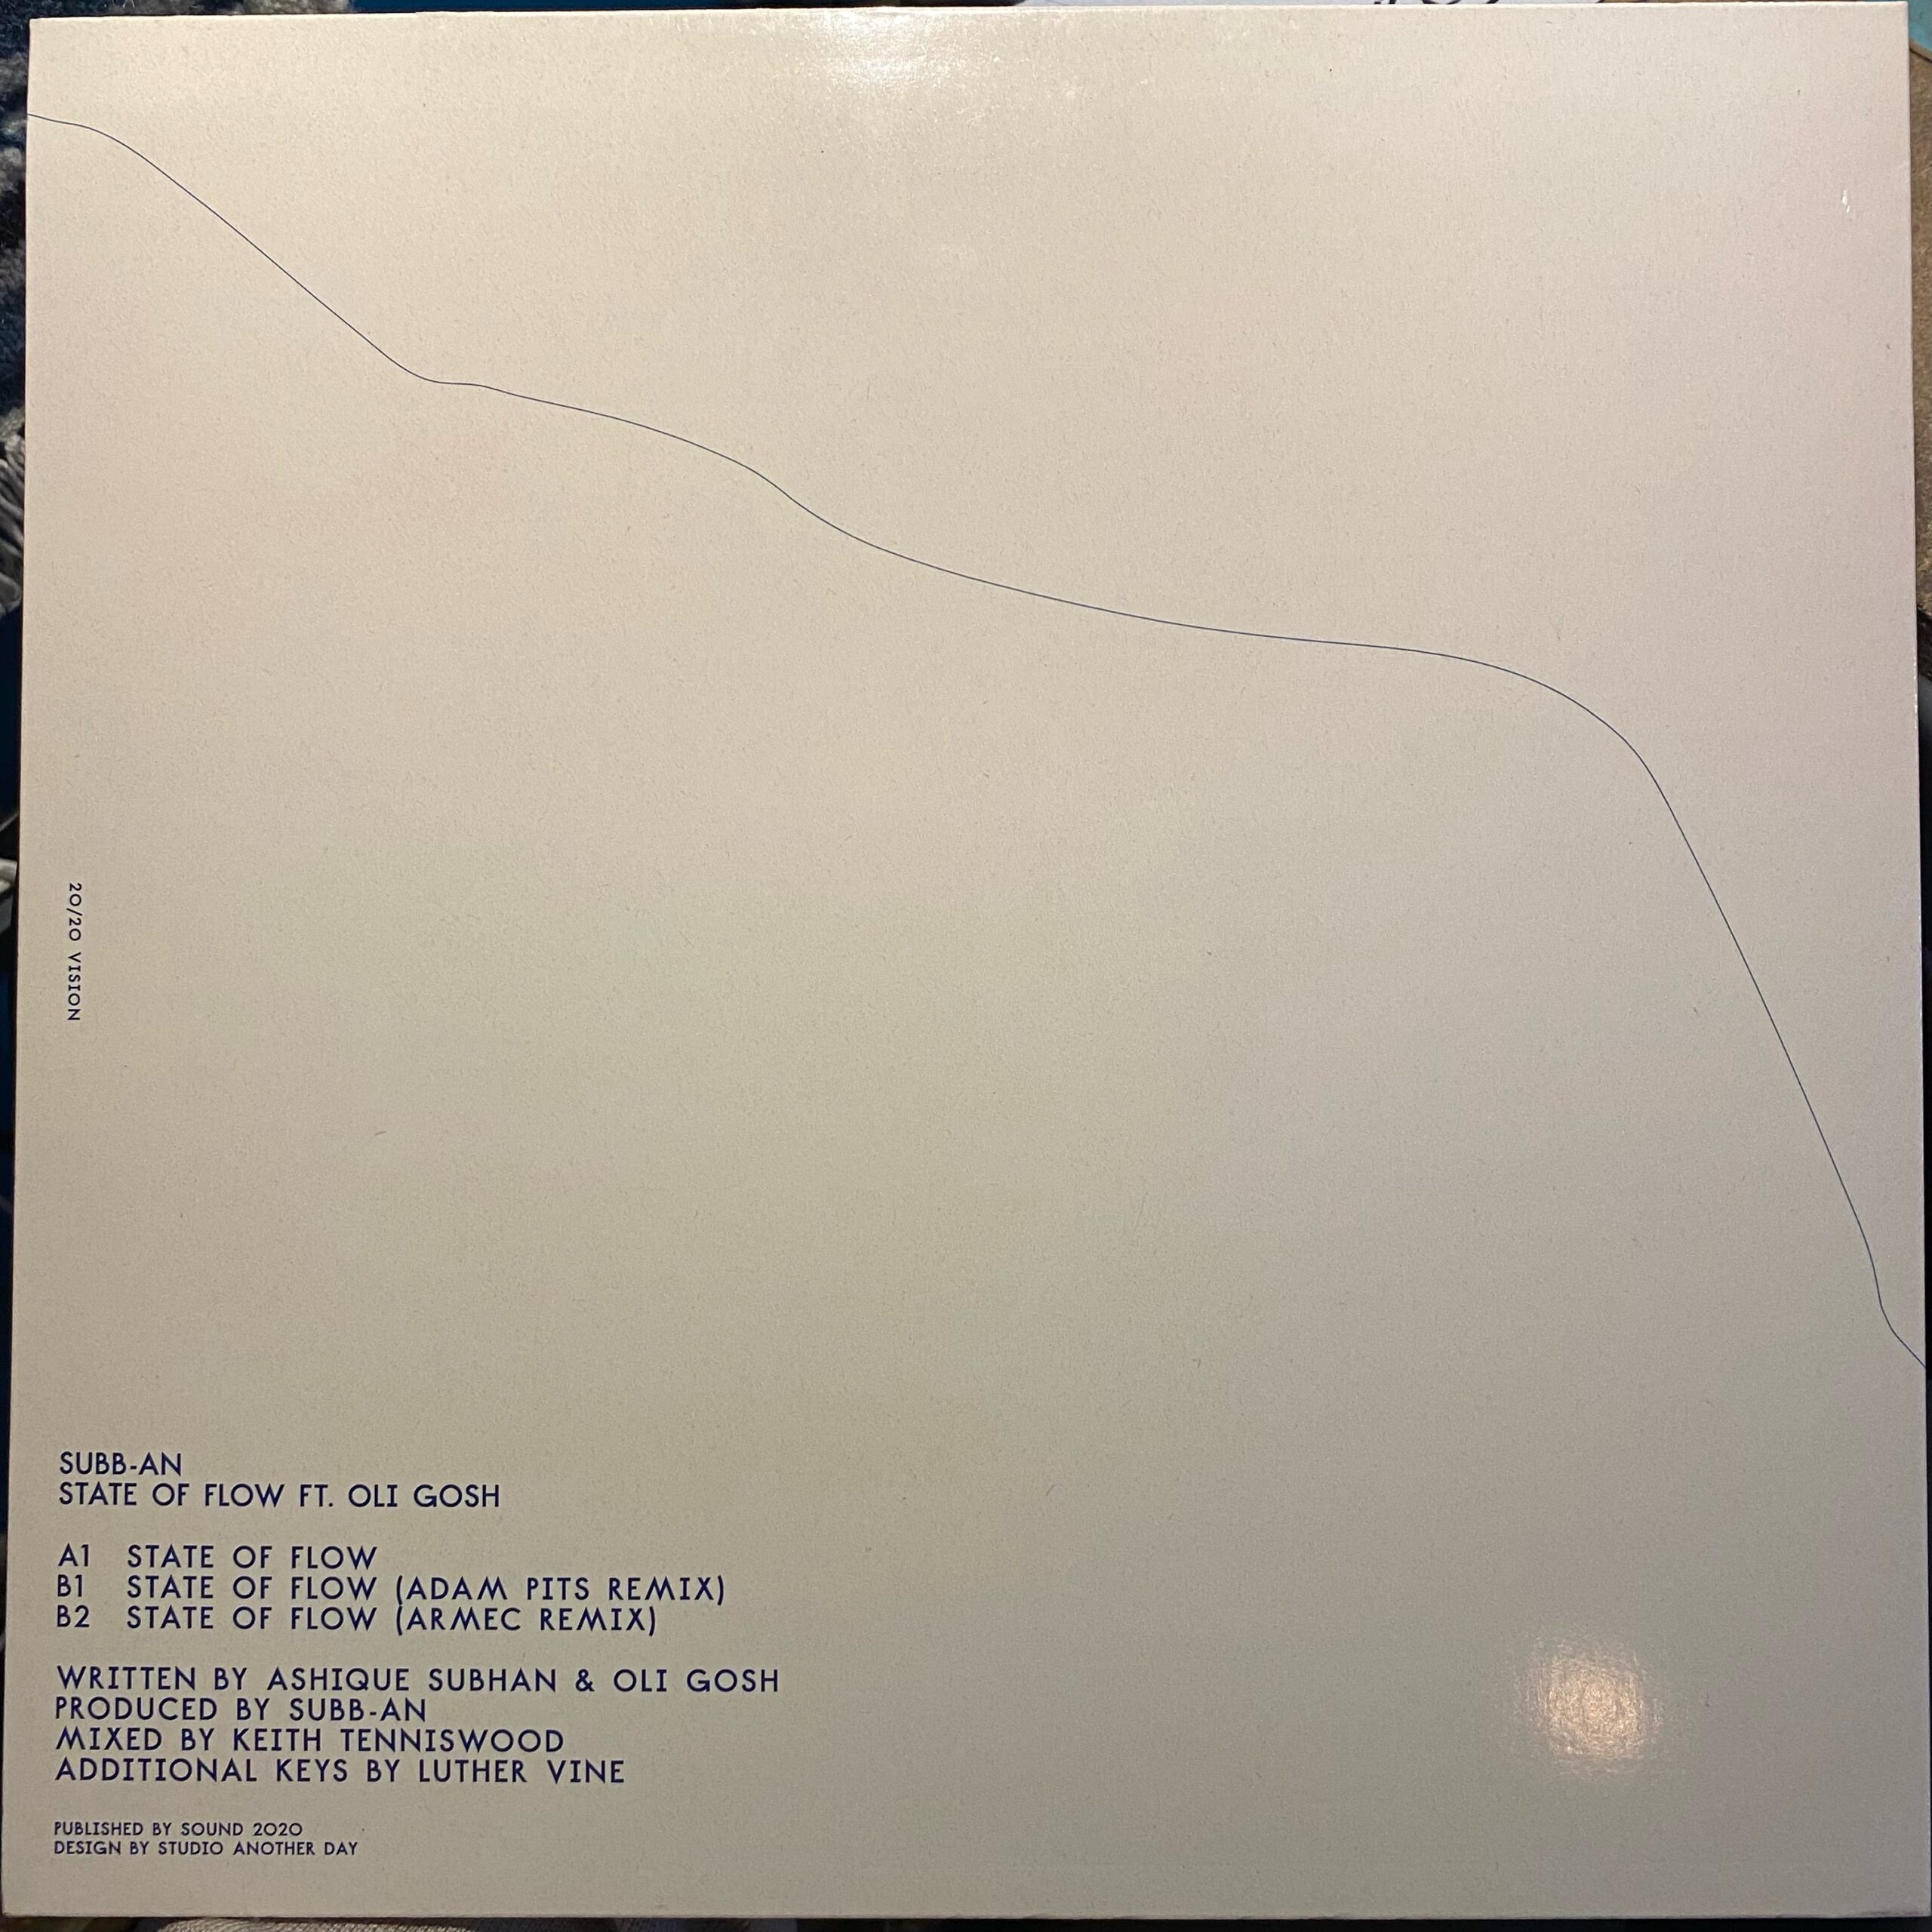 20/20 VISION
SUBB-AN
STATE OF FLOW FT. OLI GOSH
A1 STATE OF FLOW
B1 STATE OF FLOW (ADAM PITS REMIX)
B2 STATE OF FLOW (ARMEC REMIX)
WRITTEN BY ASHIQUE SUBHAN & OLI GOSH
PRODUCED BY SUBB-AN
MIXED BY KEITH TENNISWOOD
ADDITIONAL KEYS BY LUTHER VINE
PUBLISHED BY SOUND 2020
DESIGN BY STUDIO ANOTHER DAY